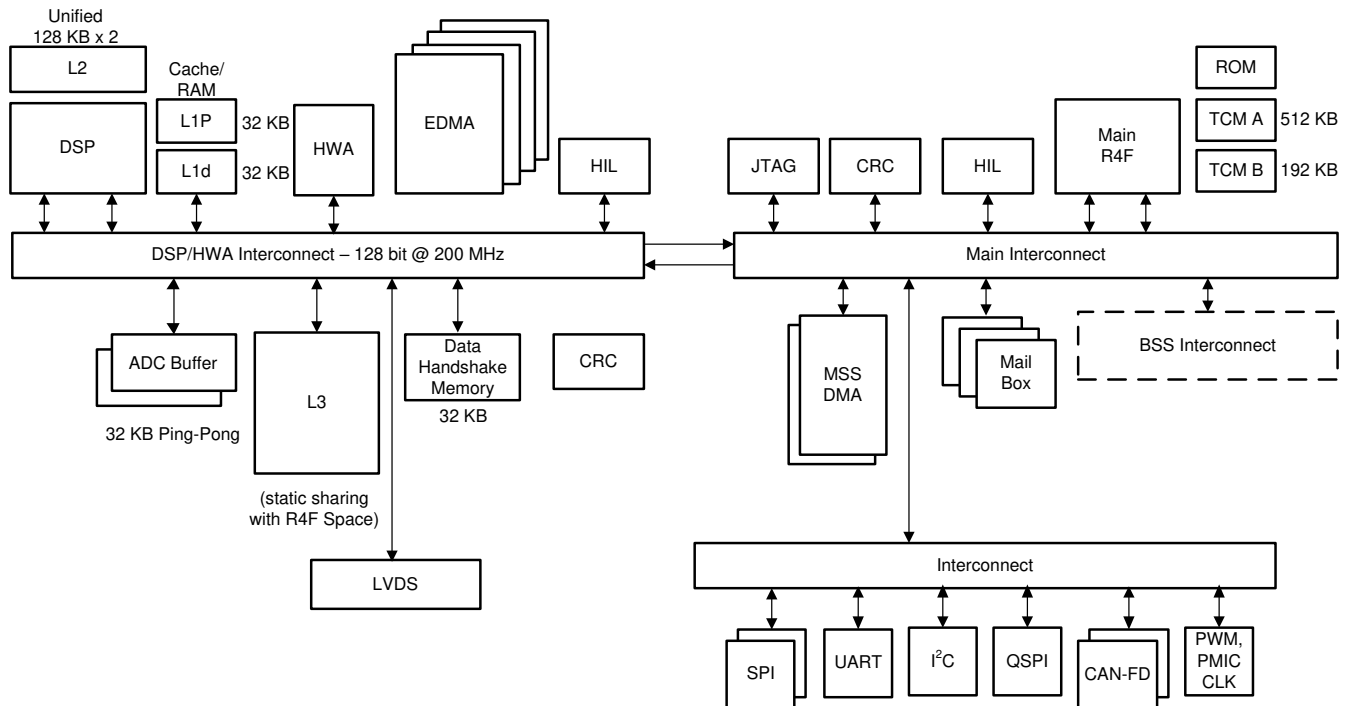 Unified
128 KB x 2
L2
Cache/
RAM
L1P
32 KB
DSP
L1d
32 KB
HWA
EDMA
HIL
JTAG
CRC
HIL
Main
R4F
ROM
TCM A
512 KB
TCM B
192 KB
DSP/HWA Interconnect – 128 bit @ 200 MHz
Main Interconnect
ADC Buffer
32 KB Ping-Pong
L3
(static sharing
with R4F Space)
Data
Handshake
Memory
32 KB
CRC
LVDS
MSS
DMA
Mail
Box
BSS Interconnect
Interconnect
SPI
UART
I²C
QSPI
CAN-FD
PWM,
PMIC
CLK